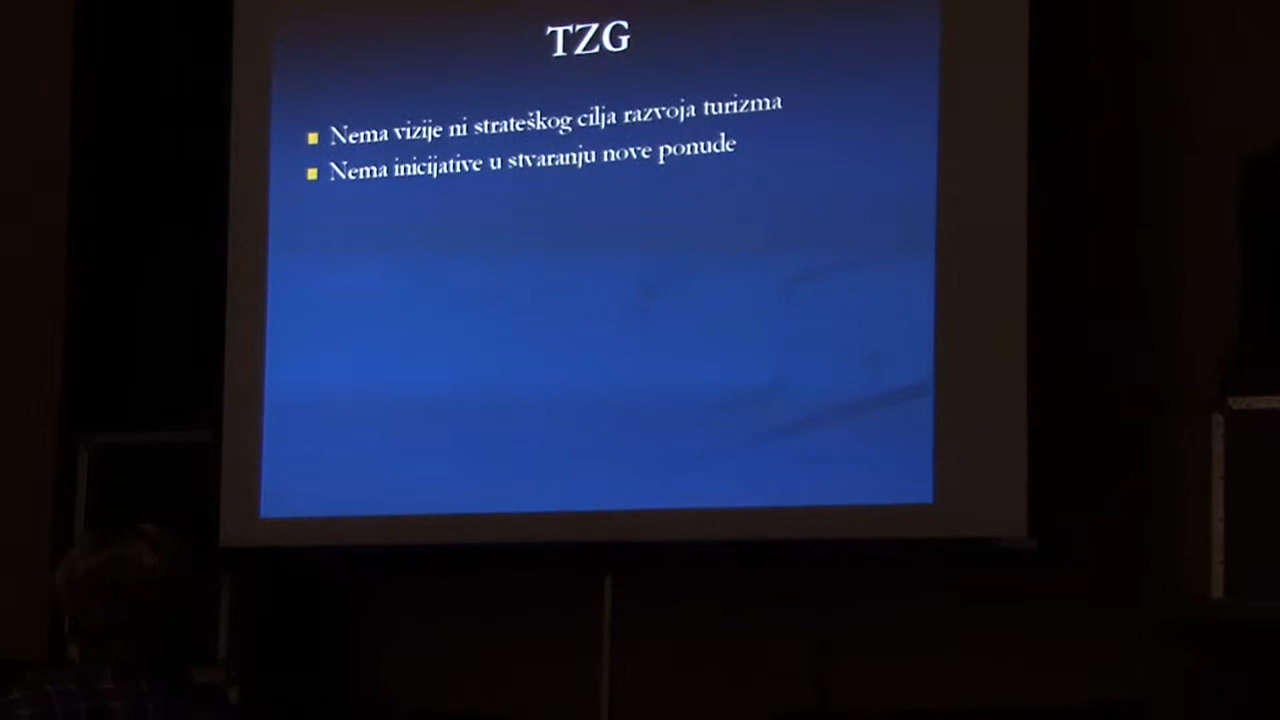 TZG
Nema vizije ni strateškog cilja razvoja turizma
Nema inicijative u stvaranju nove ponude